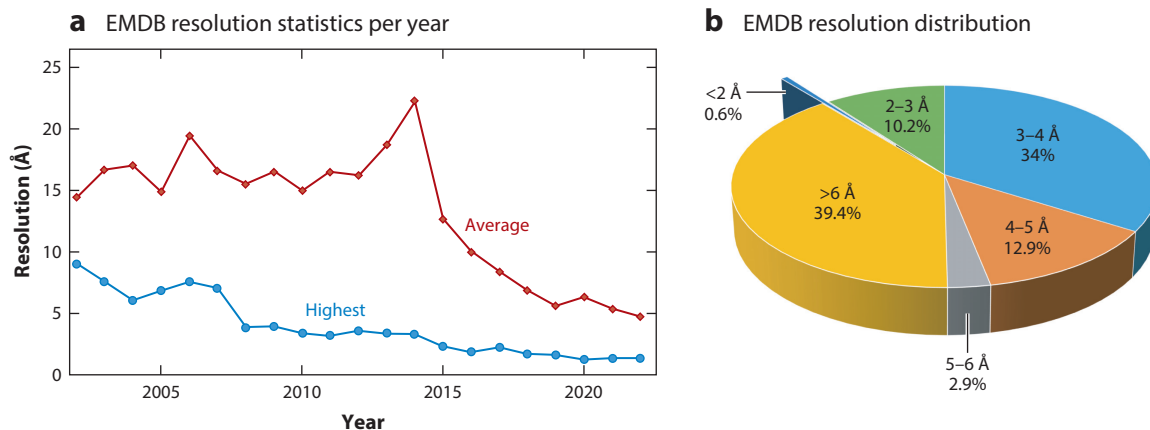 a EMDB resolution statistics per year
25
20
15
10
5
0
Resolution (Å)
2005
2010
2015
2020
Year
Average
Highest
b EMDB resolution distribution
<2 Å
0.6%
2–3 Å
10.2%
3–4 Å
34%
>6 Å
39.4%
4–5 Å
12.9%
5–6 Å
2.9%